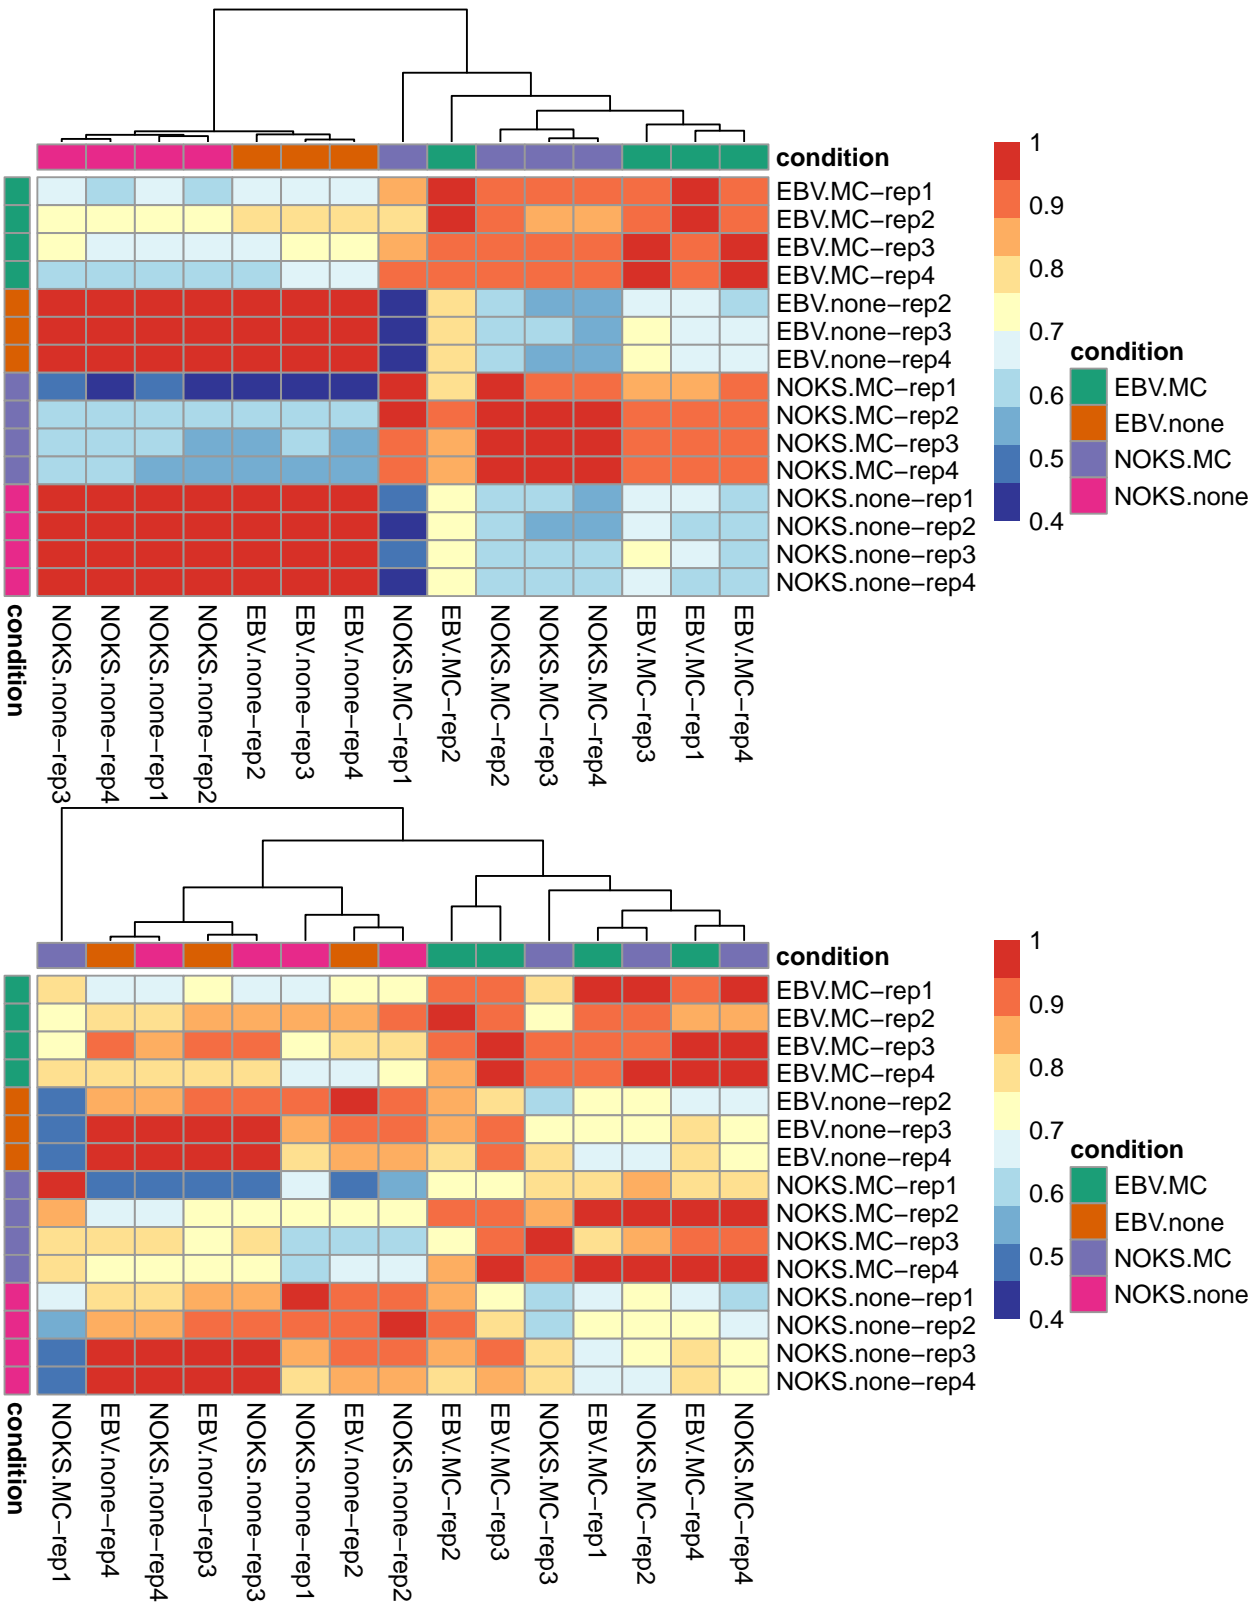 condition
EBV.MC−rep1
EBV.MC−rep2
EBV.MC−rep3
EBV.MC−rep4
EBV.none−rep2
EBV.none−rep3
EBV.none−rep4
NOKS.MC−rep1
NOKS.MC−rep2
NOKS.MC−rep3
NOKS.MC−rep4
NOKS.none−rep1
NOKS.none−rep2
NOKS.none−rep3
NOKS.none−rep4
1
0.9
0.8
0.7
0.6
0.5
0.4
condition
EBV.MC
EBV.none
NOKS.MC
NOKS.none
condition
NOKS.none−rep3
NOKS.none−rep4
NOKS.none−rep1
NOKS.none−rep2
EBV.none−rep2
EBV.none−rep3
EBV.none−rep4
NOKS.MC−rep1
EBV.MC−rep2
NOKS.MC−rep2
NOKS.MC−rep3
NOKS.MC−rep4
EBV.MC−rep3
EBV.MC−rep1
EBV.MC−rep4
condition
EBV.MC−rep1
EBV.MC−rep2
EBV.MC−rep3
EBV.MC−rep4
EBV.none−rep2
EBV.none−rep3
EBV.none−rep4
NOKS.MC−rep1
NOKS.MC−rep2
NOKS.MC−rep3
NOKS.MC−rep4
NOKS.none−rep1
NOKS.none−rep2
NOKS.none−rep3
NOKS.none−rep4
1
0.9
0.8
0.7
0.6
0.5
0.4
condition
EBV.MC
EBV.none
NOKS.MC
NOKS.none
condition
NOKS.MC−rep1
EBV.none−rep4
NOKS.none−rep4
EBV.none−rep3
NOKS.none−rep3
NOKS.none−rep1
EBV.none−rep2
NOKS.none−rep2
EBV.MC−rep2
EBV.MC−rep3
NOKS.MC−rep3
EBV.MC−rep1
NOKS.MC−rep2
EBV.MC−rep4
NOKS.MC−rep4